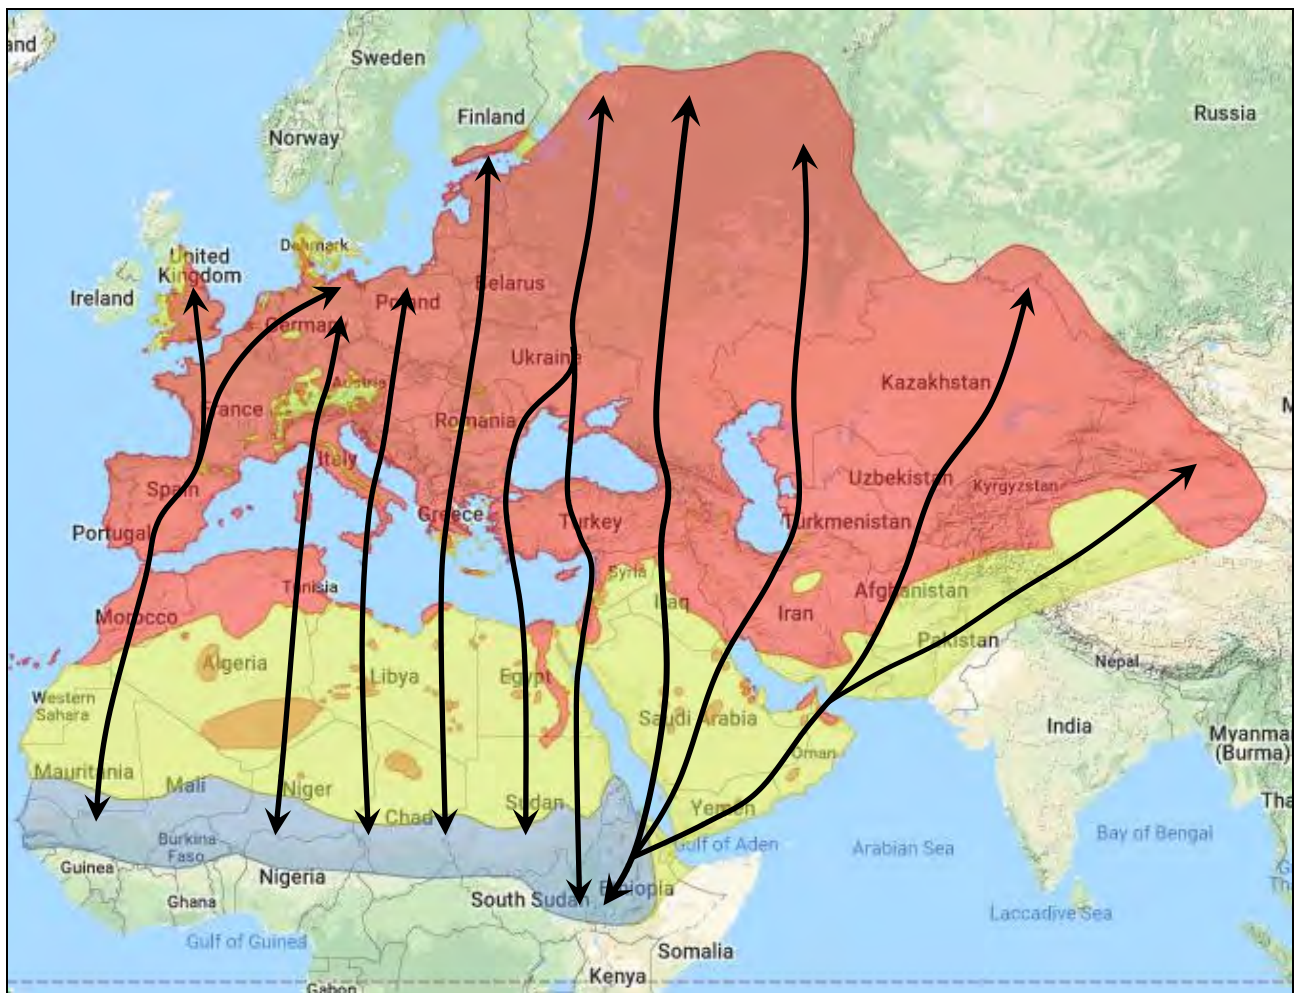 and
Sweden
Finland
Russia
Norway
Denmark
United
Kingdom
Ireland
Belarus
Poland
Germany
Ukraine
Austria
Kazakhstan
France
Romania
Italy
Uzbekistan
Kyrgyzstan
Spain
Greece
Turkey
Turkmenistan
Portugal
Syria
Tunisia
Afghanistan
Iraq
Iran
Morocco
Pakistan
Algeria
Nepal
Libya
Egypt
Western
Sahara
Saudi Arabia
India
Myanmar
(Burma)
Oman
Mauritania
Mali
Niger
Sudan
Yemen
Tha
Chad
Burkina
Faso
Gulf of Aden
Arabian Sea
Bay of Bengal
Guinea
Nigeria
Ethiopia
South Sudan
Ghana
Laccadive Sea
Gulf of Guinea
Somalia
Kenya
Gabon